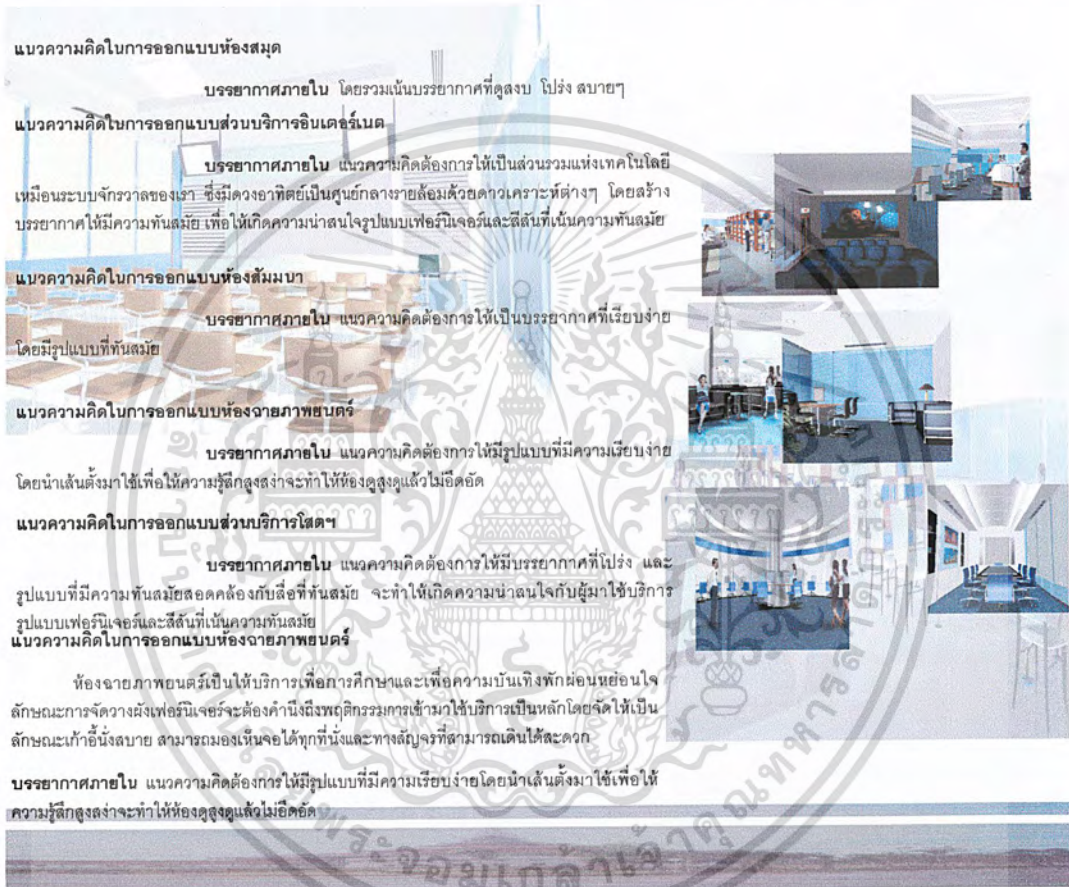 แนวความคิดในการออกแบบห้องสมุด
บรรยากาศภายใน โดยรวมเน้นบรรยากาศที่ดูสงบ โปร่ง สบายๆ
แนวความคิดในการออกแบบส่วนบริการอินเตอร์เนต
บรรยากาศภายใน แนวความคิดต้องการให้เป็นส่วนรวมแห่งเทคโนโลยี
เหมือนระบบจักรวาลของเรา ซึ่งมีดวงอาทิตย์เป็นศูนย์กลางรายล้อมด้วยดาวเคราะห์ต่างๆ โดยสร้าง
บรรยากาศให้มีความทันสมัย เพื่อให้เกิดความน่าสนใจรูปแบบเฟอร์นิเจอร์และสีสันที่เน้นความทันสมัย
แนวความคิดในการออกแบบห้องสัมมนา
บรรยากาศภายใน แนวความคิดต้องการให้เป็นบรรยากาศที่เรียบง่าย
โดยมีรูปแบบที่ทันสมัย
แนวความคิดในการออกแบบห้องฉายภาพยนตร์
บรรยากาศภายใน แนวความคิดต้องการให้มีรูปแบบที่มีความเรียบง่าย
โดยนำเส้นตั้งมาใช้เพื่อให้ความรู้สึกสูงสง่าจะทำให้ห้องดูสูงดูแล้วไม่อึดอัด
แนวความคิดในการออกแบบส่วนบริการโสตฯ
บรรยากาศภายใน แนวความคิดต้องการให้มีบรรยากาศที่โปร่ง และ
รูปแบบที่มีความทันสมัยสอดคล้องกับสื่อที่ทันสมัย จะทำให้เกิดความน่าสนใจกับผู้มาใช้บริการ
รูปแบบเฟอร์นิเจอร์และสีสันที่เน้นความทันสมัย
แนวความคิดในการออกแบบห้องฉายภาพยนตร์
ห้องฉายภาพยนตร์เป็นให้บริการเพื่อการศึกษาและเพื่อความบันเทิงพักผ่อนหย่อนใจ
ลักษณะการจัดวางผังเฟอร์นิเจอร์จะต้องคำนึงถึงพฤติกรรมการเข้ามาใช้บริการเป็นหลักโดยจัดให้เป็น
ลักษณะเก้าอี้นั่งสบาย สามารถมองเห็นจอได้ทุกที่นั่งและทางสัญจรที่สามารถเดินได้สะดวก
บรรยากาศภายใน แนวความคิดต้องการให้มีรูปแบบที่มีความเรียบง่ายโดยนำเส้นตั้งมาใช้เพื่อให้
ความรู้สึกสูงสง่าจะทำให้ห้องดูสูงดูแล้วไม่อึดอัด
สถาบันเทคโนโลยีพระจอมเกล้าเจ้าคุณทหารลาดกระบัง